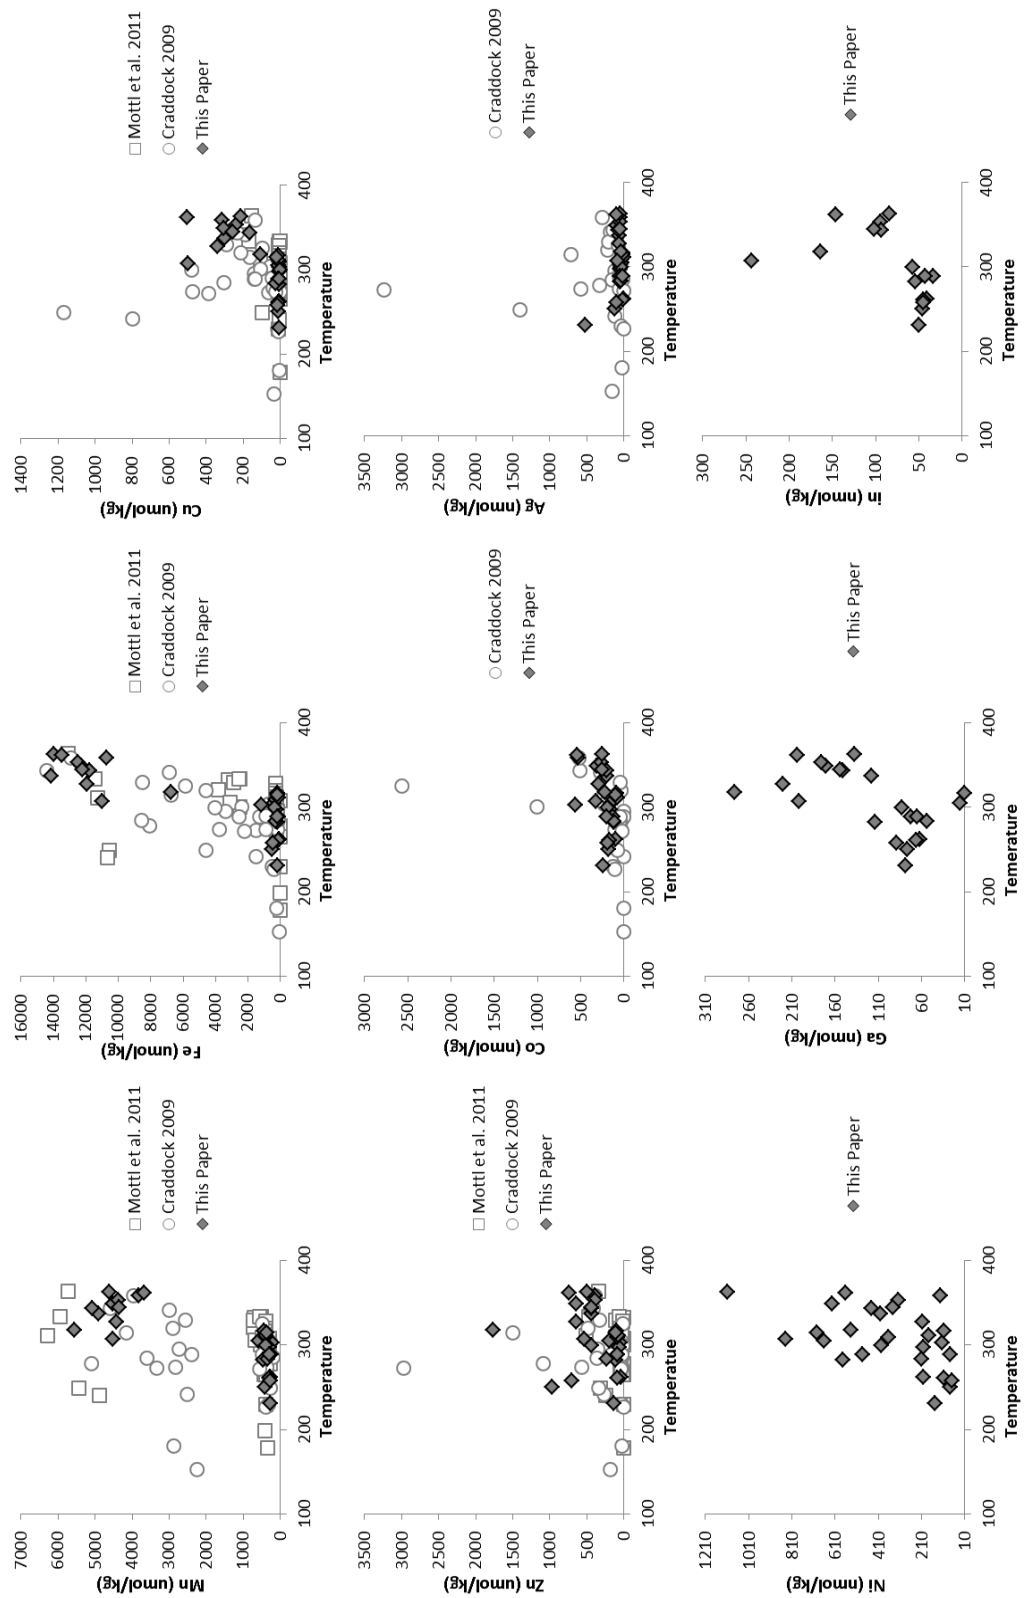 Mn (umol/kg)
7000
6000
5000
4000
3000
2000
1000
0
100
200
300
400
Temperature
Mottl et al. 2011
Craddock 2009
This Paper
Fe (umol/kg)
16000
14000
12000
10000
8000
6000
4000
2000
0
100
200
300
400
Temperature
Mottl et al. 2011
Craddock 2009
This Paper
Cu (umol/kg)
1400
1200
1000
800
600
400
200
0
100
200
300
400
Temperature
Mottl et al. 2011
Craddock 2009
This Paper
Zn (umol/kg)
3500
3000
2500
2000
1500
1000
500
0
100
200
300
400
Temperatue
Mottl et al. 2011
Craddock 2009
This Paper
Co (nmol/kg)
3000
2500
2000
1500
1000
500
0
100
200
300
400
Temperature
Craddock 2009
This Paper
Ag (nmol/kg)
3500
3000
2500
2000
1500
1000
500
0
100
200
300
400
Temperature
Craddock 2009
This Paper
Ni (nmol/kg)
1210
1010
810
610
410
210
10
100
200
300
400
Temperature
This Paper
Ga (nmol/kg)
310
260
210
160
110
60
10
100
200
300
400
Temerature
This Paper
in (nmol/kg)
300
250
200
150
100
50
0
100
200
300
400
Temperature
This Paper